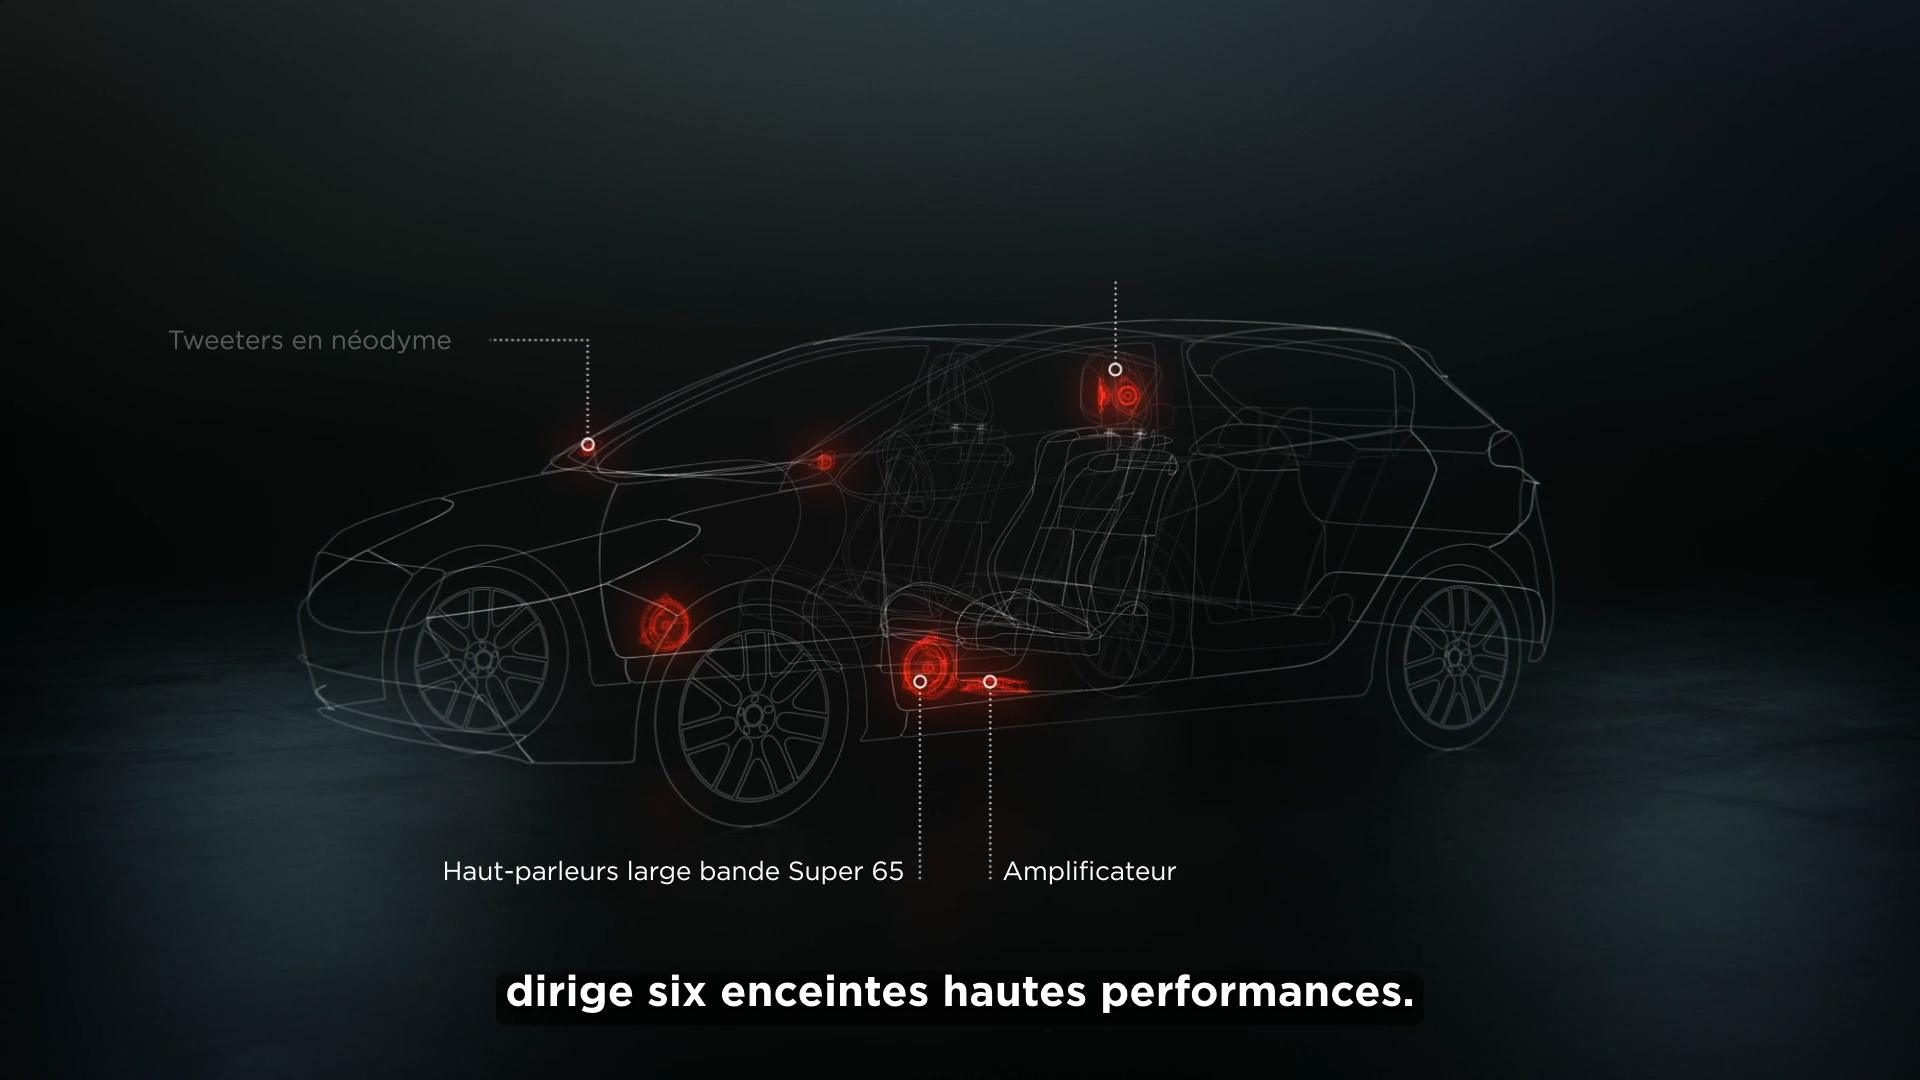 Tweeters en néodyme
Haut-parleurs large bande Super 65
Amplificateur
dirige six enceintes hautes performances.